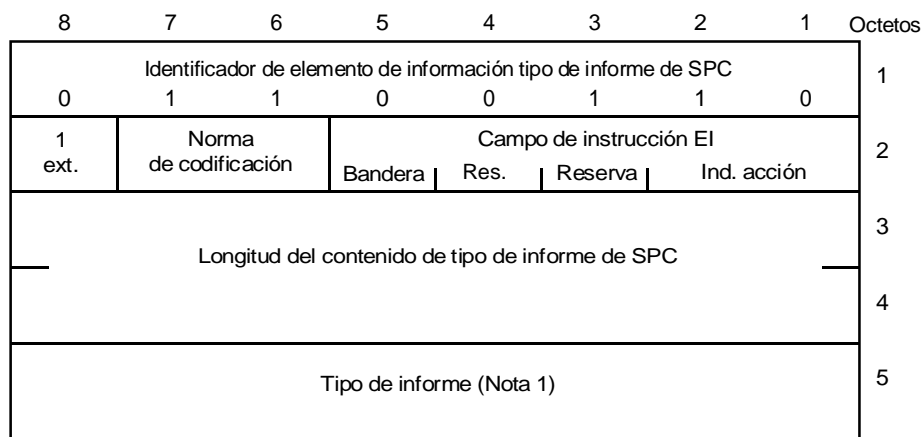 8 7 6 5 4 3 2 1 Octetos
Identificador de elemento de información tipo de informe de SPC
0 1 1 0 0 1 1 0 1
1 ext.
Norma de codificación
Campo de instrucción EI
Bandera Res. Reserva Ind. acción
2
3
Longitud del contenido de tipo de informe de SPC
4
Tipo de informe (Nota 1) 5